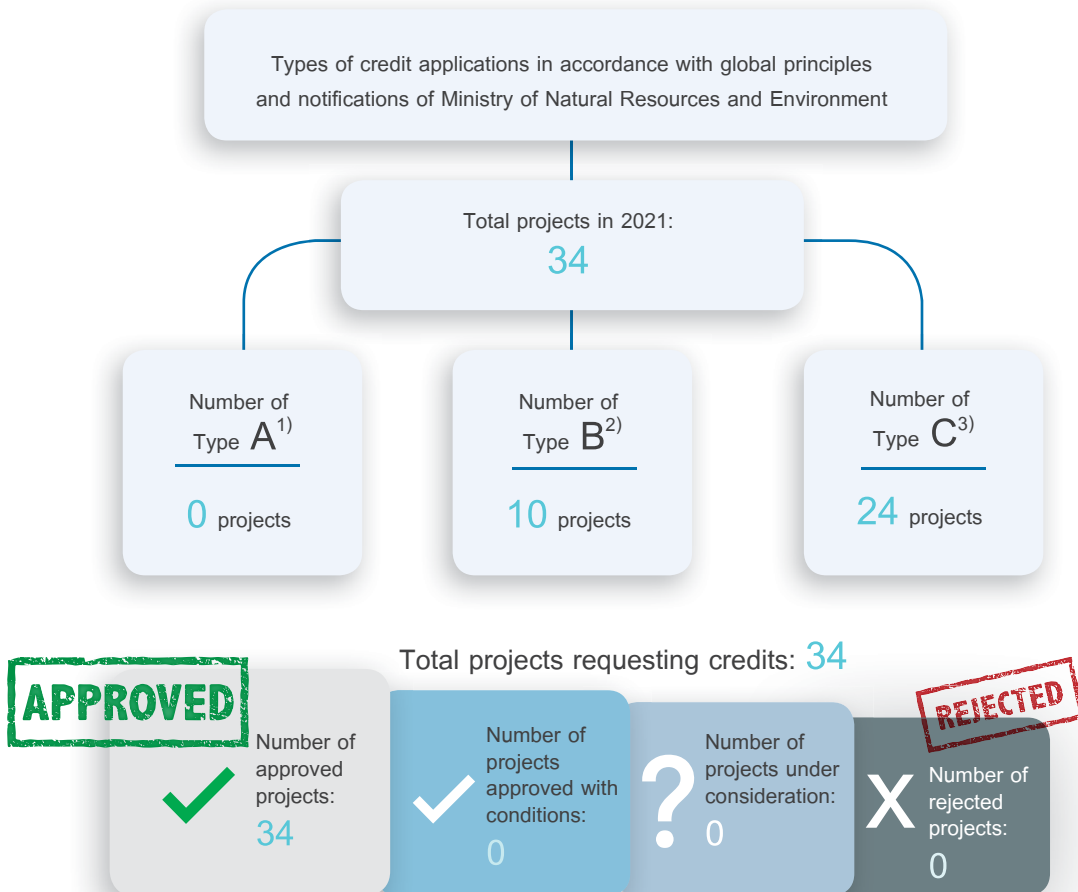 Types of credit applications in accordance with global principles
and notifications of Ministry of Natural Resources and Environment
Total projects in 2021:
34
Number of
Type A1)
0 projects
Number of
Type B2)
10 projects
Number of
Type C3)
24 projects
Total projects requesting credits: 34
APPROVED
Number of
approved
projects:
34
Number of
projects
approved with
conditions:
0
?
Number of
projects under
consideration:
0
REJECTED
X
Number of
rejected
projects:
0